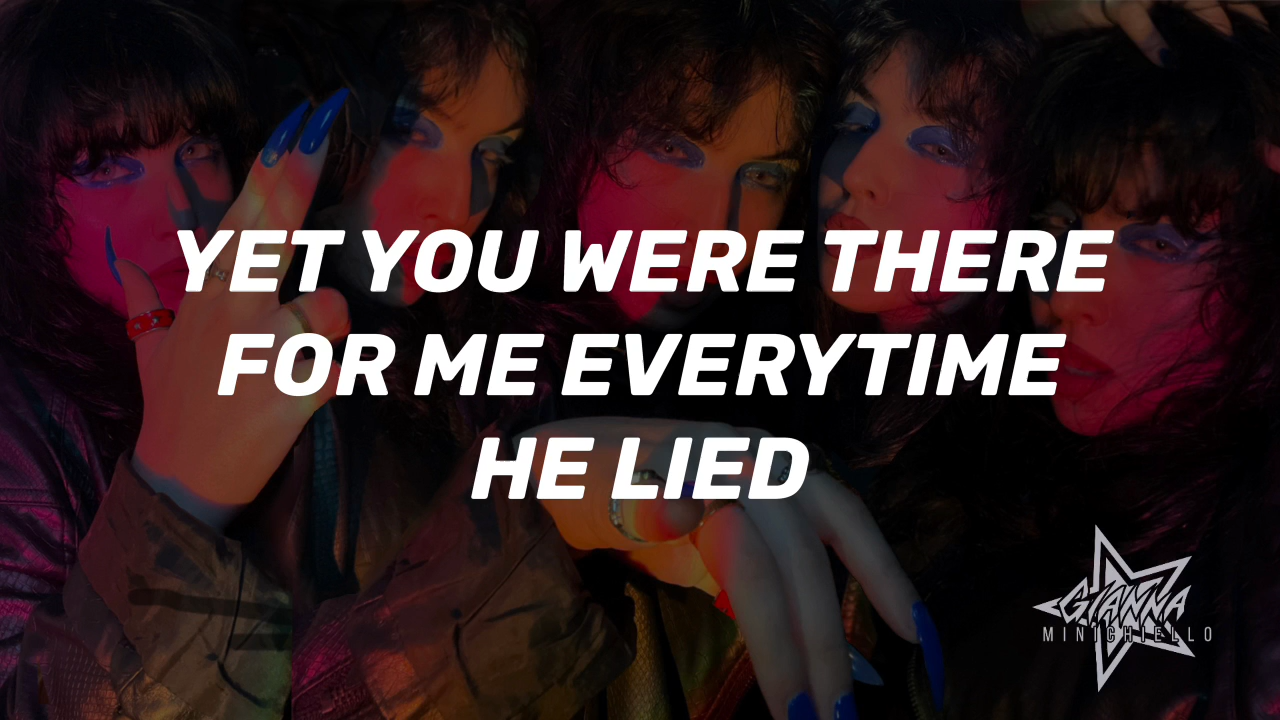 YET YOU WERE THERE
FOR ME EVERYTIME
HE LIED
GIANNA
MINICHIELLO